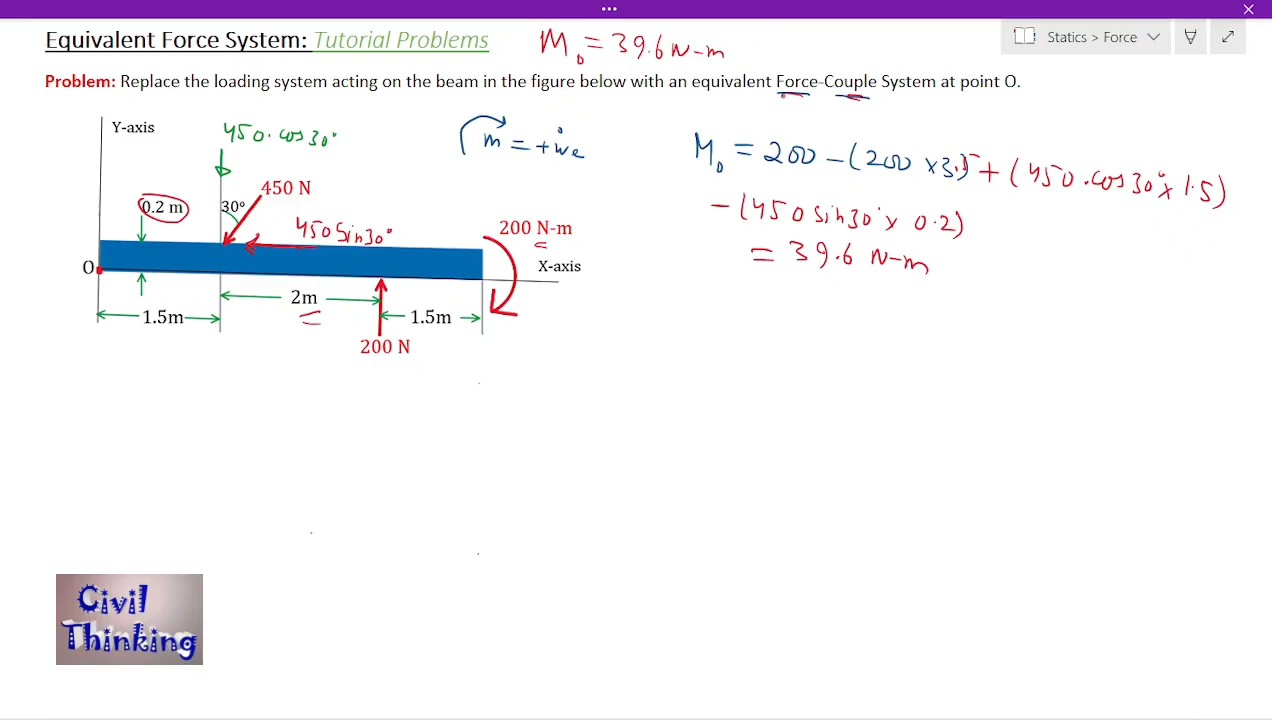 Equivalent Force System: Tutorial Problems
M₀ = 39.6 N-m
Statics > Force
Problem: Replace the loading system acting on the beam in the figure below with an equivalent Force-Couple System at point O.
Y-axis
450.cos30°
m = +ive
M₀ = 200 - (200 x 3.5) + (450.cos30° x 1.5)
450 N
0.2 m
30°
450 Sin30°
200 N-m
- (450 sin30° x 0.2)
= 39.6 N-m
O
X-axis
2m
1.5m
1.5m
200 N
Civil
Thinking